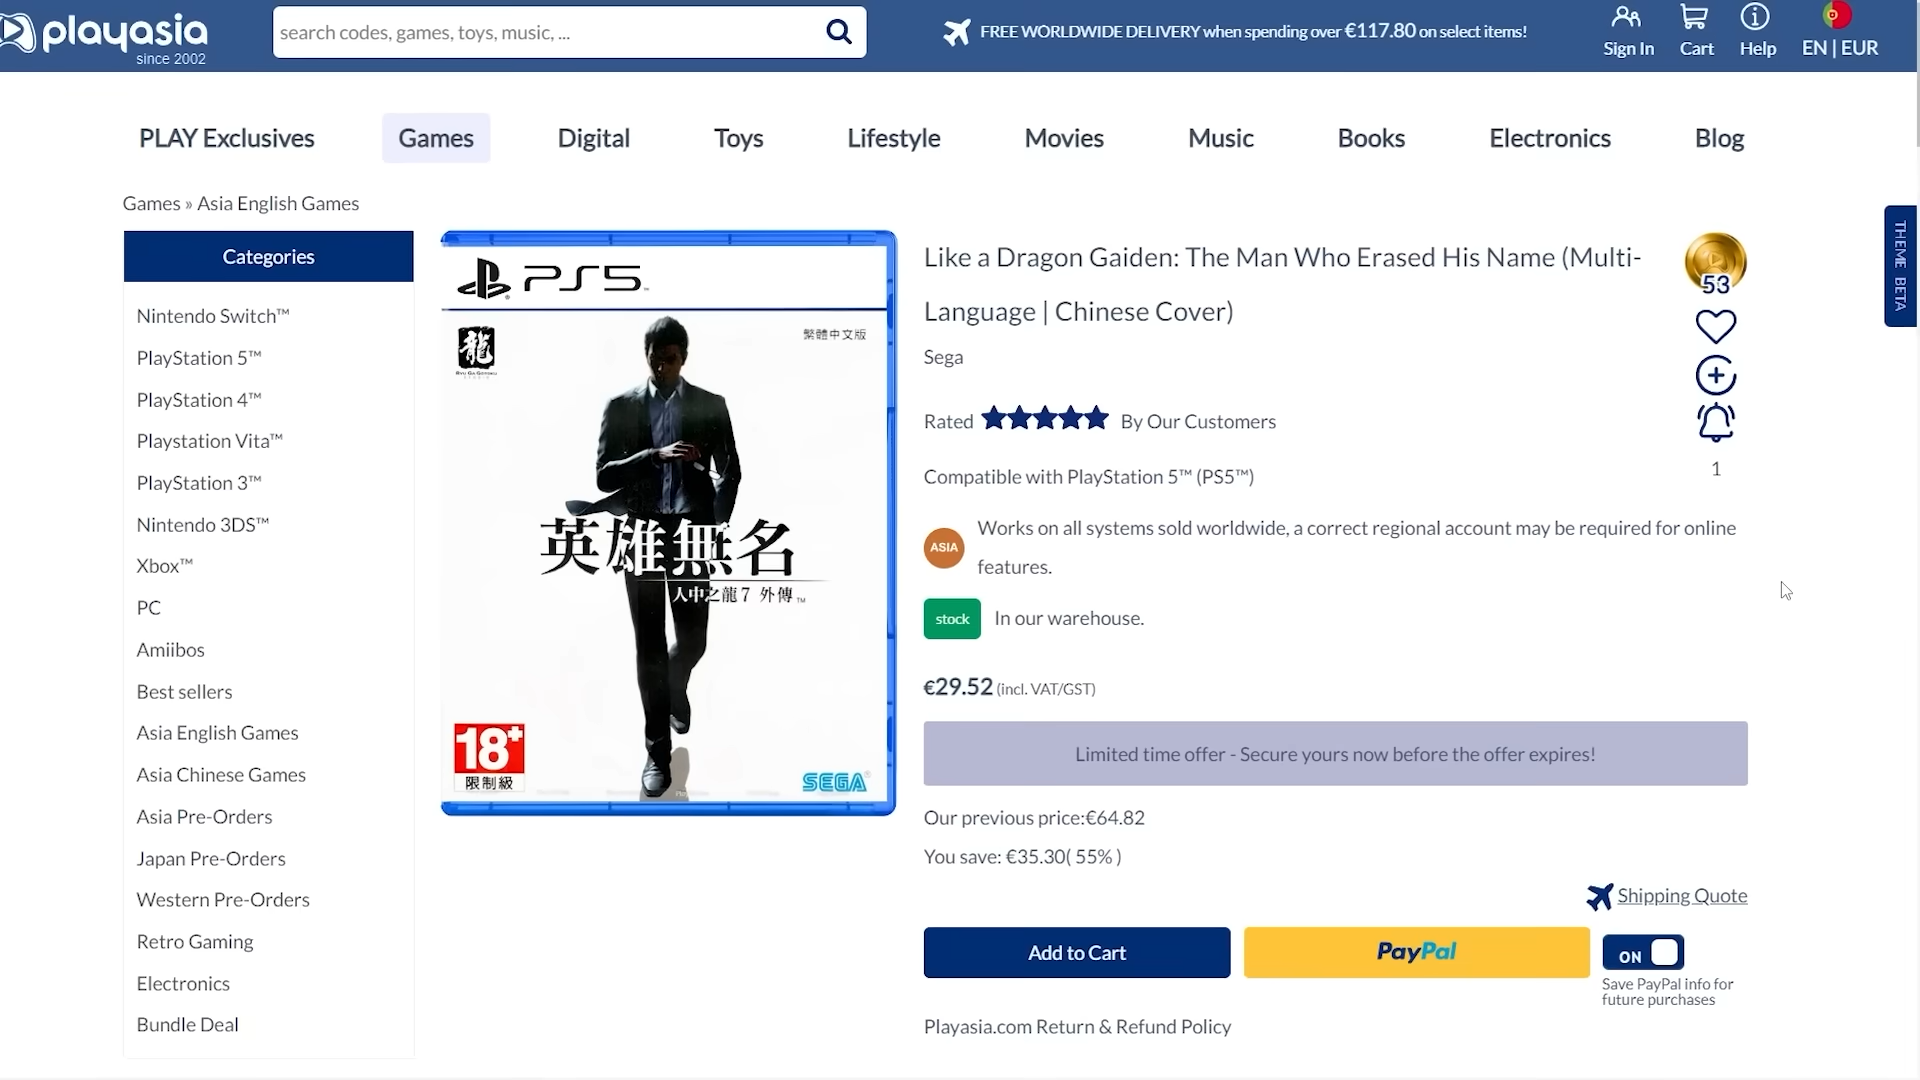 playasia
since 2002
search codes, games, toys, music, ...
FREE WORLDWIDE DELIVERY when spending over €117.80 on select items!
Sign In
Cart
Help
EN | EUR
PLAY Exclusives
Games
Digital
Toys
Lifestyle
Movies
Music
Books
Electronics
Blog
Games » Asia English Games
THEME BETA
Categories
Nintendo Switch™
PlayStation 5™
PlayStation 4™
Playstation Vita™
PlayStation 3™
Nintendo 3DS™
Xbox™
PC
Amiibos
Best sellers
Asia English Games
Asia Chinese Games
Asia Pre-Orders
Japan Pre-Orders
Western Pre-Orders
Retro Gaming
Electronics
Bundle Deal
PS5™
龍
RYU GA GOTOKU
STUDIO
繁體中文版
英雄無名
人中之龍7 外傳™
18+
限制級
SEGA®
Like a Dragon Gaiden: The Man Who Erased His Name (Multi-
Language | Chinese Cover)
53
Sega
Rated ★★★★★ By Our Customers
1
Compatible with PlayStation 5™ (PS5™)
ASIA
Works on all systems sold worldwide, a correct regional account may be required for online
features.
stock In our warehouse.
€29.52 (incl. VAT/GST)
Limited time offer - Secure yours now before the offer expires!
Our previous price:€64.82
You save: €35.30( 55% )
Shipping Quote
Add to Cart
PayPal
ON
Save PayPal info for
future purchases
Playasia.com Return & Refund Policy